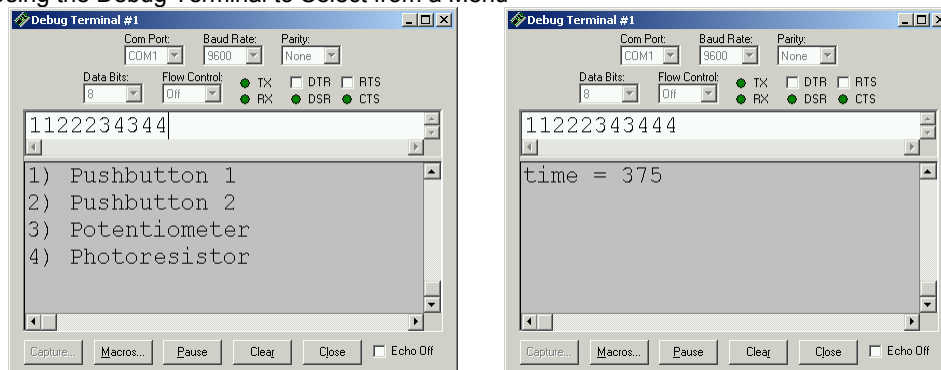 the Debug Terminal to Select from a Menu
Debug Terminal #1
Com Port: Baud Rate: Parity:
COM1 9600 None
Data Bits: Flow Control:
8 Off
TX DTR RTS
RX DSR CTS
1122234344
1) Pushbutton 1
2) Pushbutton 2
3) Potentiometer
4) Photoresistor
Capture... Macros... Pause Clear Close Echo Off
Debug Terminal #1
Com Port: Baud Rate: Parity:
COM1 9600 None
Data Bits: Flow Control:
8 Off
TX DTR RTS
RX DSR CTS
11222343444
time = 375
Capture... Macros... Pause Clear Close Echo Off